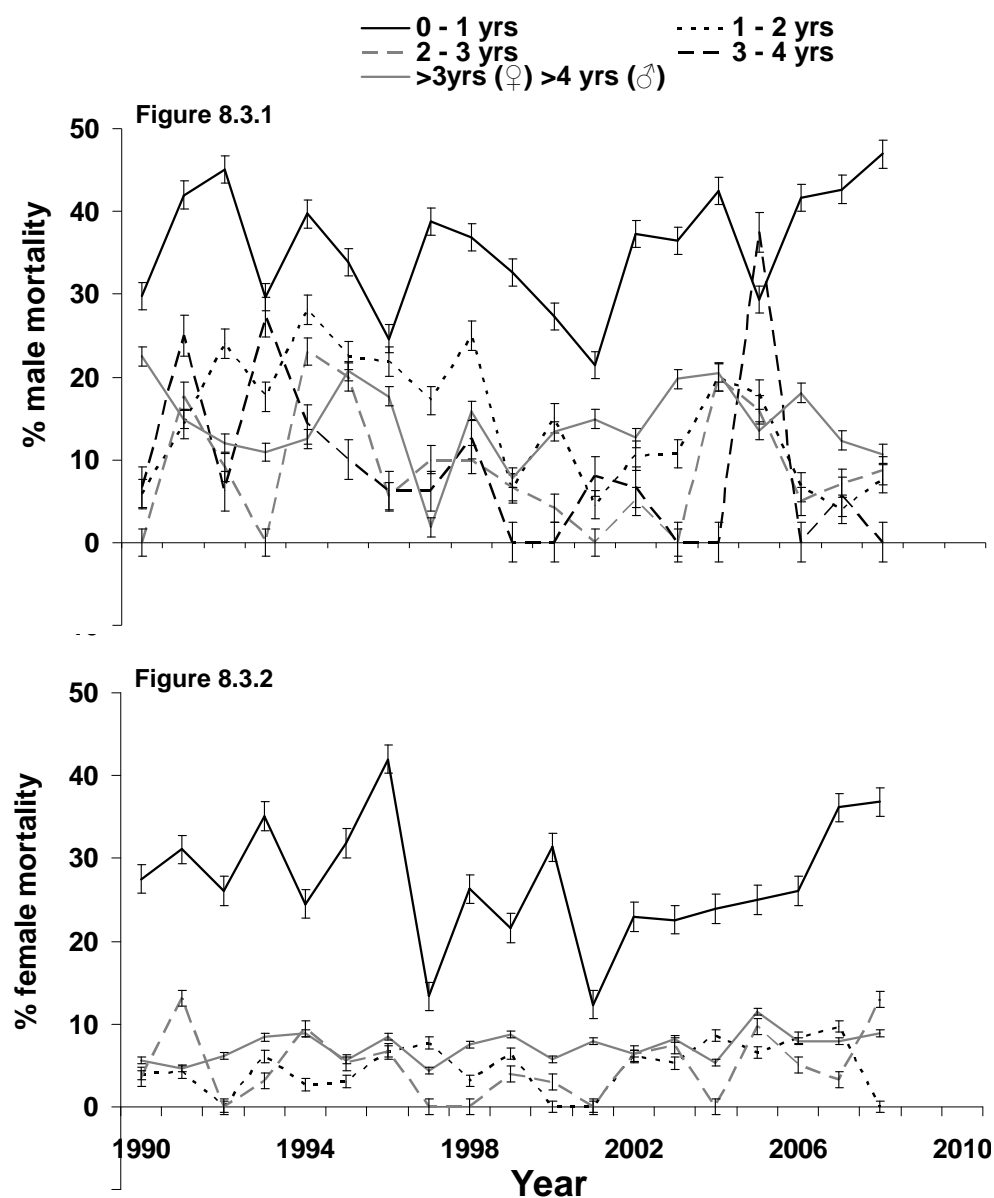 0 - 1 yrs 1 - 2 yrs
2 - 3 yrs 3 - 4 yrs
>3yrs (♀) >4 yrs (♂)
Figure 8.3.1
50
40
30
20
10
0
% male mortality
Figure 8.3.2
50
40
30
20
10
0
% female mortality
1990 1994 1998 2002 2006 2010
Year